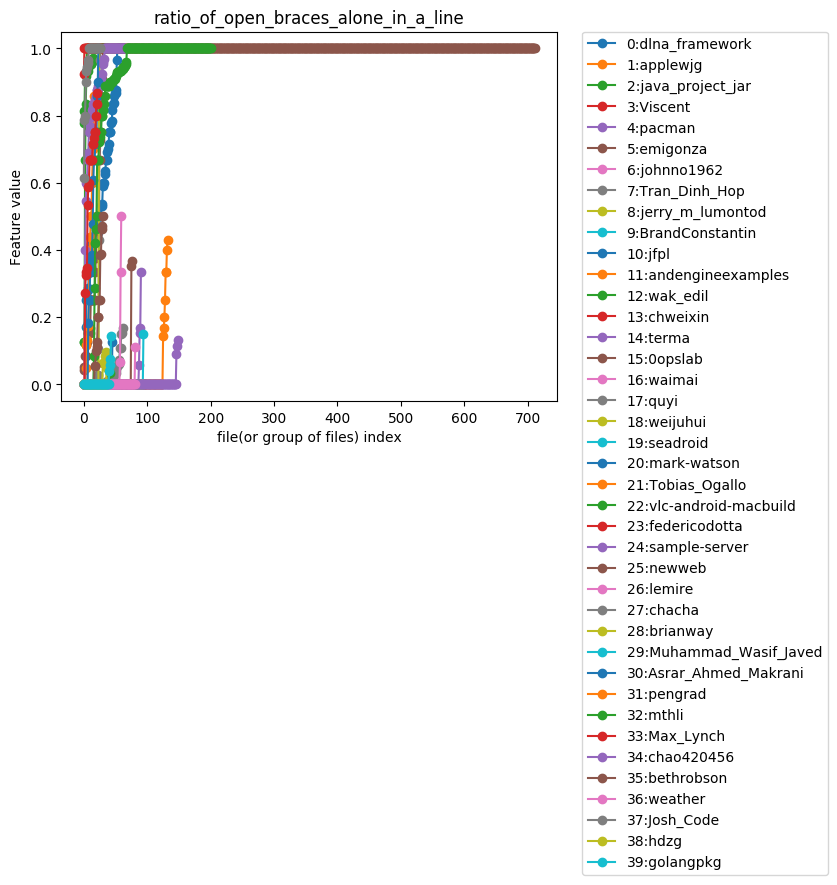 ratio_of_open_braces_alone_in_a_line
1.0
0.8
0.6
0.4
0.2
0.0
Feature value
0 100 200 300 400 500 600 700
file(or group of files) index
0:dlna_framework
1:applewjg
2:java_project_jar
3:Viscent
4:pacman
5:emigonza
6:johnno1962
7:Tran_Dinh_Hop
8:jerry_m_lumontod
9:BrandConstantin
10:jfpl
11:andengineexamples
12:wak_edil
13:chweixin
14:terma
15:0opslab
16:waimai
17:quyi
18:weijuhui
19:seadroid
20:mark-watson
21:Tobias_Ogallo
22:vlc-android-macbuild
23:federicodotta
24:sample-server
25:newweb
26:lemire
27:chacha
28:brianway
29:Muhammad_Wasif_Javed
30:Asrar_Ahmed_Makrani
31:pengrad
32:mthli
33:Max_Lynch
34:chao420456
35:bethrobson
36:weather
37:Josh_Code
38:hdzg
39:golangpkg